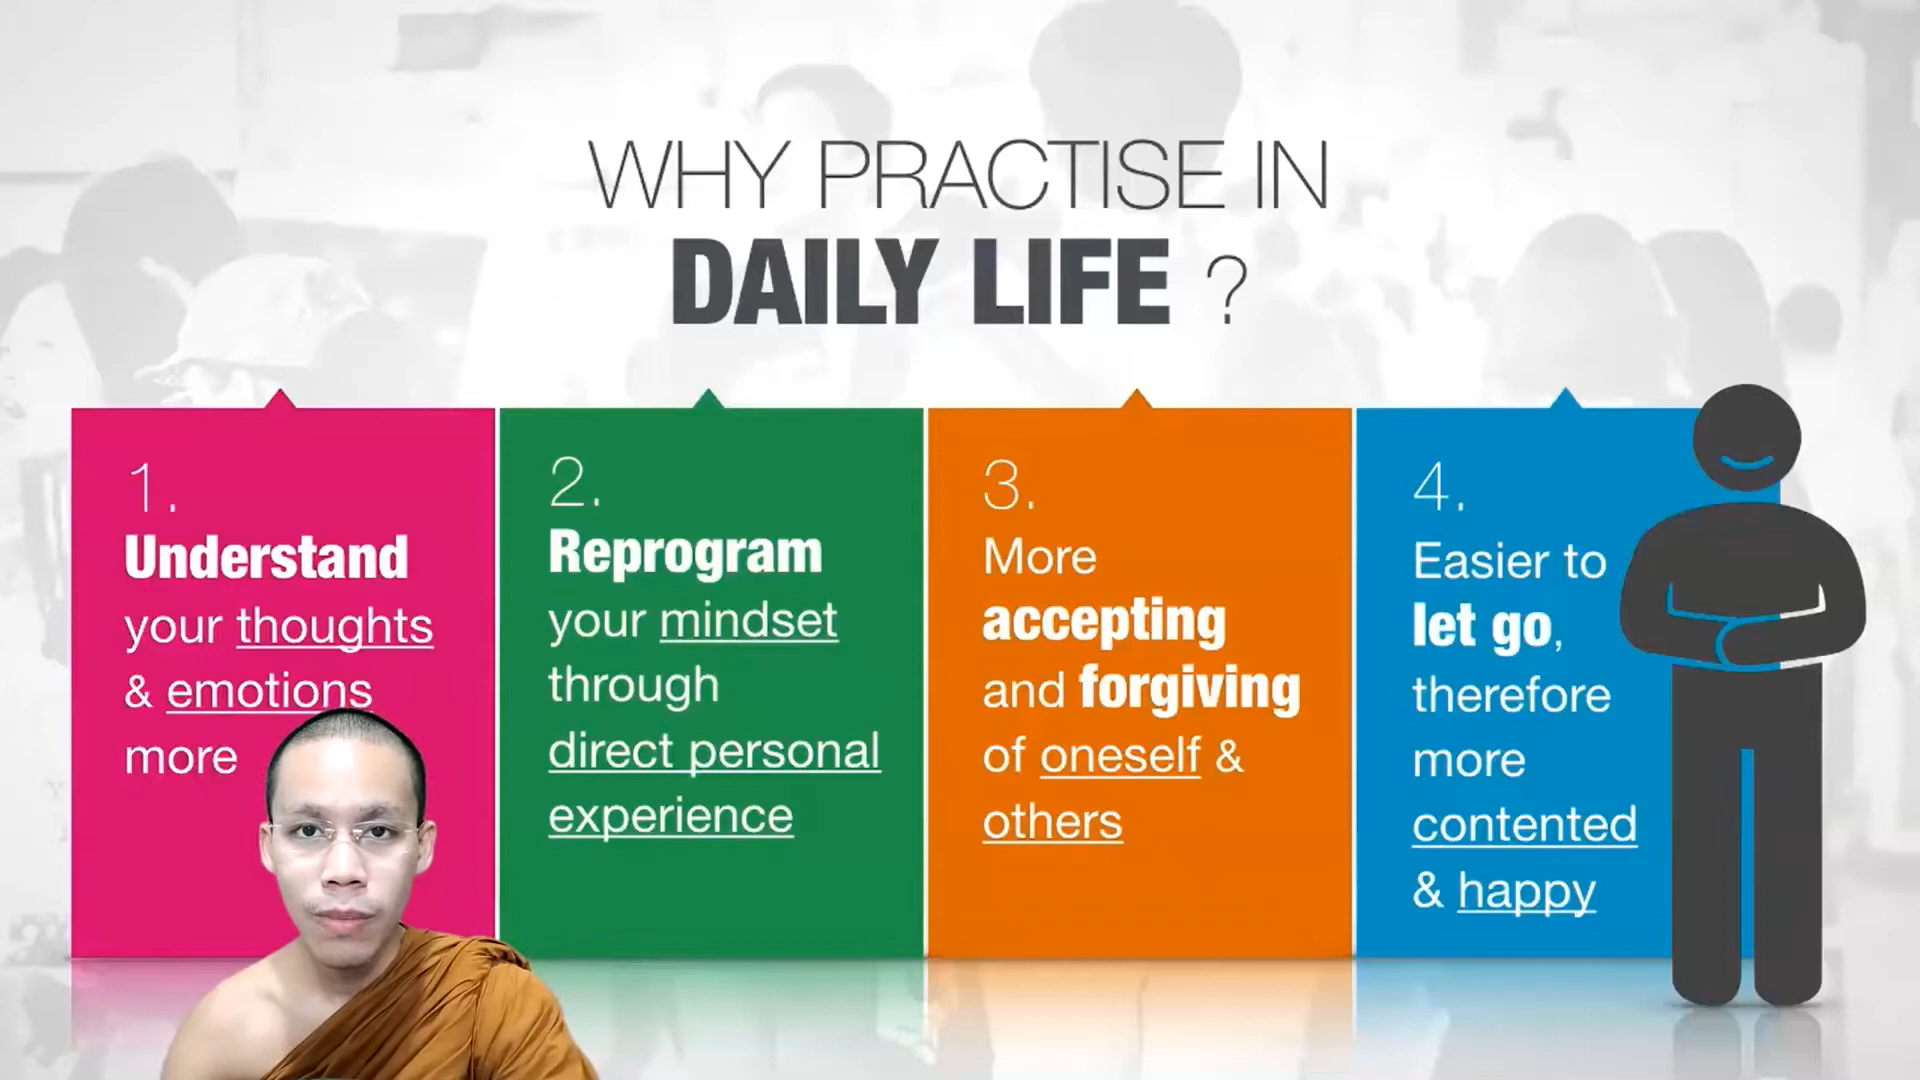 WHY PRACTISE IN
DAILY LIFE ?
1.
Understand
your thoughts
& emotions
more
2.
Reprogram
your mindset
through
direct personal
experience
3.
More
accepting
and forgiving
of oneself &
others
4.
Easier to
let go,
therefore
more
contented
& happy